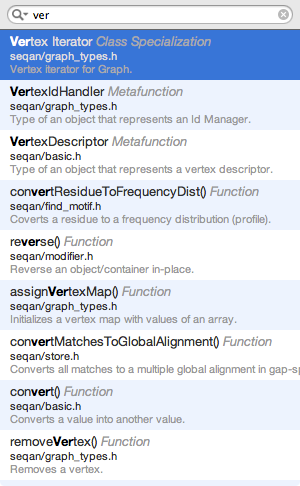 ver
Vertex Iterator Class Specialization
seqan/graph_types.h
Vertex iterator for Graph.
VertexIdHandler Metafunction
seqan/graph_types.h
Type of an object that represents an Id Manager.
VertexDescriptor Metafunction
seqan/basic.h
Type of an object that represents a vertex descriptor.
convertResidueToFrequencyDist() Function
seqan/find_motif.h
Coverts a residue to a frequency distribution (profile).
reverse() Function
seqan/modifier.h
Reverse an object/container in-place.
assignVertexMap() Function
seqan/graph_types.h
Initializes a vertex map with values of an array.
convertMatchesToGlobalAlignment() Function
seqan/store.h
Converts all matches to a multiple global alignment in gap-sp
convert() Function
seqan/basic.h
Converts a value into another value.
removeVertex() Function
seqan/graph_types.h
Removes a vertex.